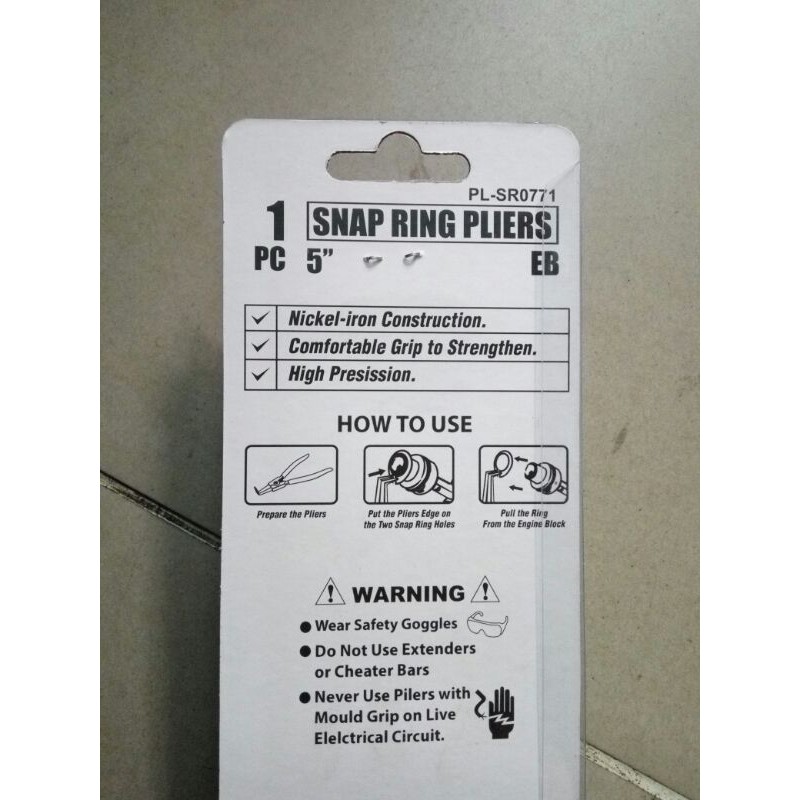 PL-SR0771
1 SNAP RING PLIERS
PC 5” EB
Nickel-iron Construction.
Comfortable Grip to Strengthen.
High Presission.
HOW TO USE
Prepare the Pliers
Put the Pliers Edge on
the Two Snap Ring Holes
Pull the Ring
From the Engine Block
WARNING
Wear Safety Goggles
Do Not Use Extenders
or Cheater Bars
Never Use Pilers with
Mould Grip on Live
Elelctrical Circuit.